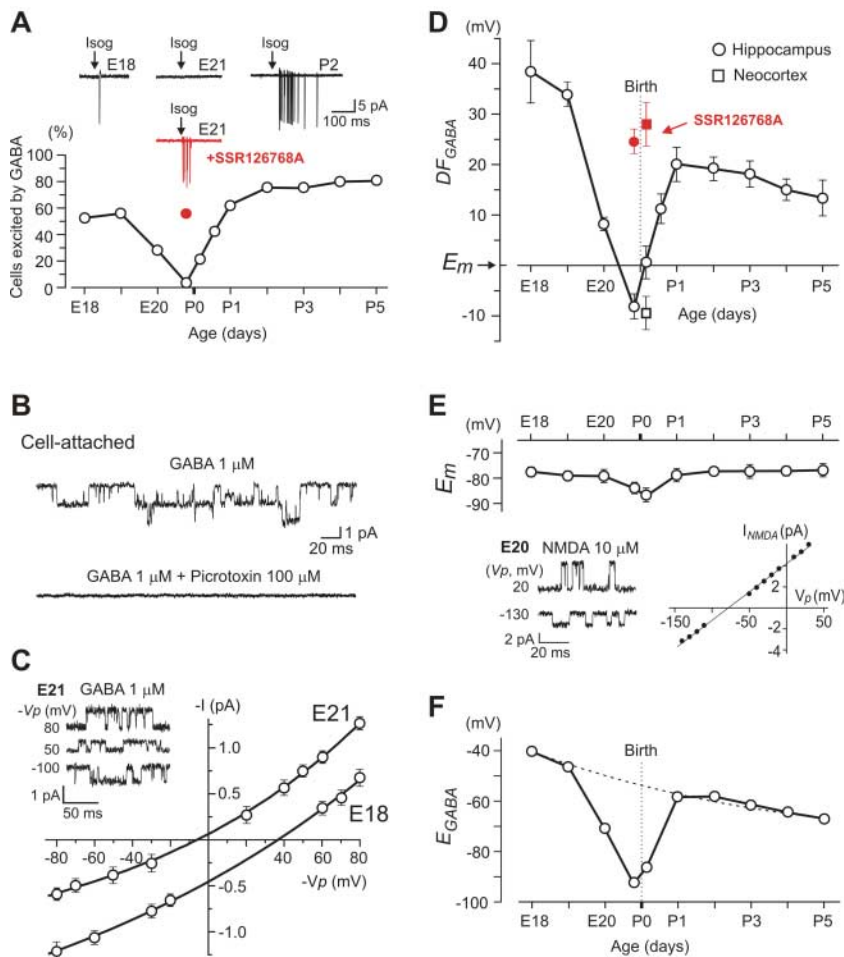 A
Isog
E18
Isog
E21
Isog
P2
5 pA
100 ms
Isog
E21
+SSR126768A
(%)
Cells excited by GABA
100
80
60
40
20
0
E18 E20 P0 P1 P3 P5
Age (days)
B
Cell-attached
GABA 1 μM
1 pA
20 ms
GABA 1 μM + Picrotoxin 100 μM
C
E21 GABA 1 μM
-Vp (mV)
80
50
-100
1 pA
50 ms
-I (pA)
E21
E18
1.0
0.5
-80 -60 -40 -20 20 40 60 80
-Vp (mV)
-0.5
-1.0
D
(mV)
Hippocampus
Neocortex
Birth
SSR126768A
DFGABA
40
30
20
10
-10
Em
E18 E20 P1 P3 P5
Age (days)
E
(mV)
E18 E20 P0 P1 P3 P5
Em
-70
-80
-90
E20 NMDA 10 μM
(Vp, mV)
20
-130
2 pA
20 ms
INMDA (pA)
Vp (mV)
2
-150 -50 50
-2
-4
F
(mV)
Birth
EGABA
-40
-60
-80
-100
E18 E20 P0 P1 P3 P5
Age (days)